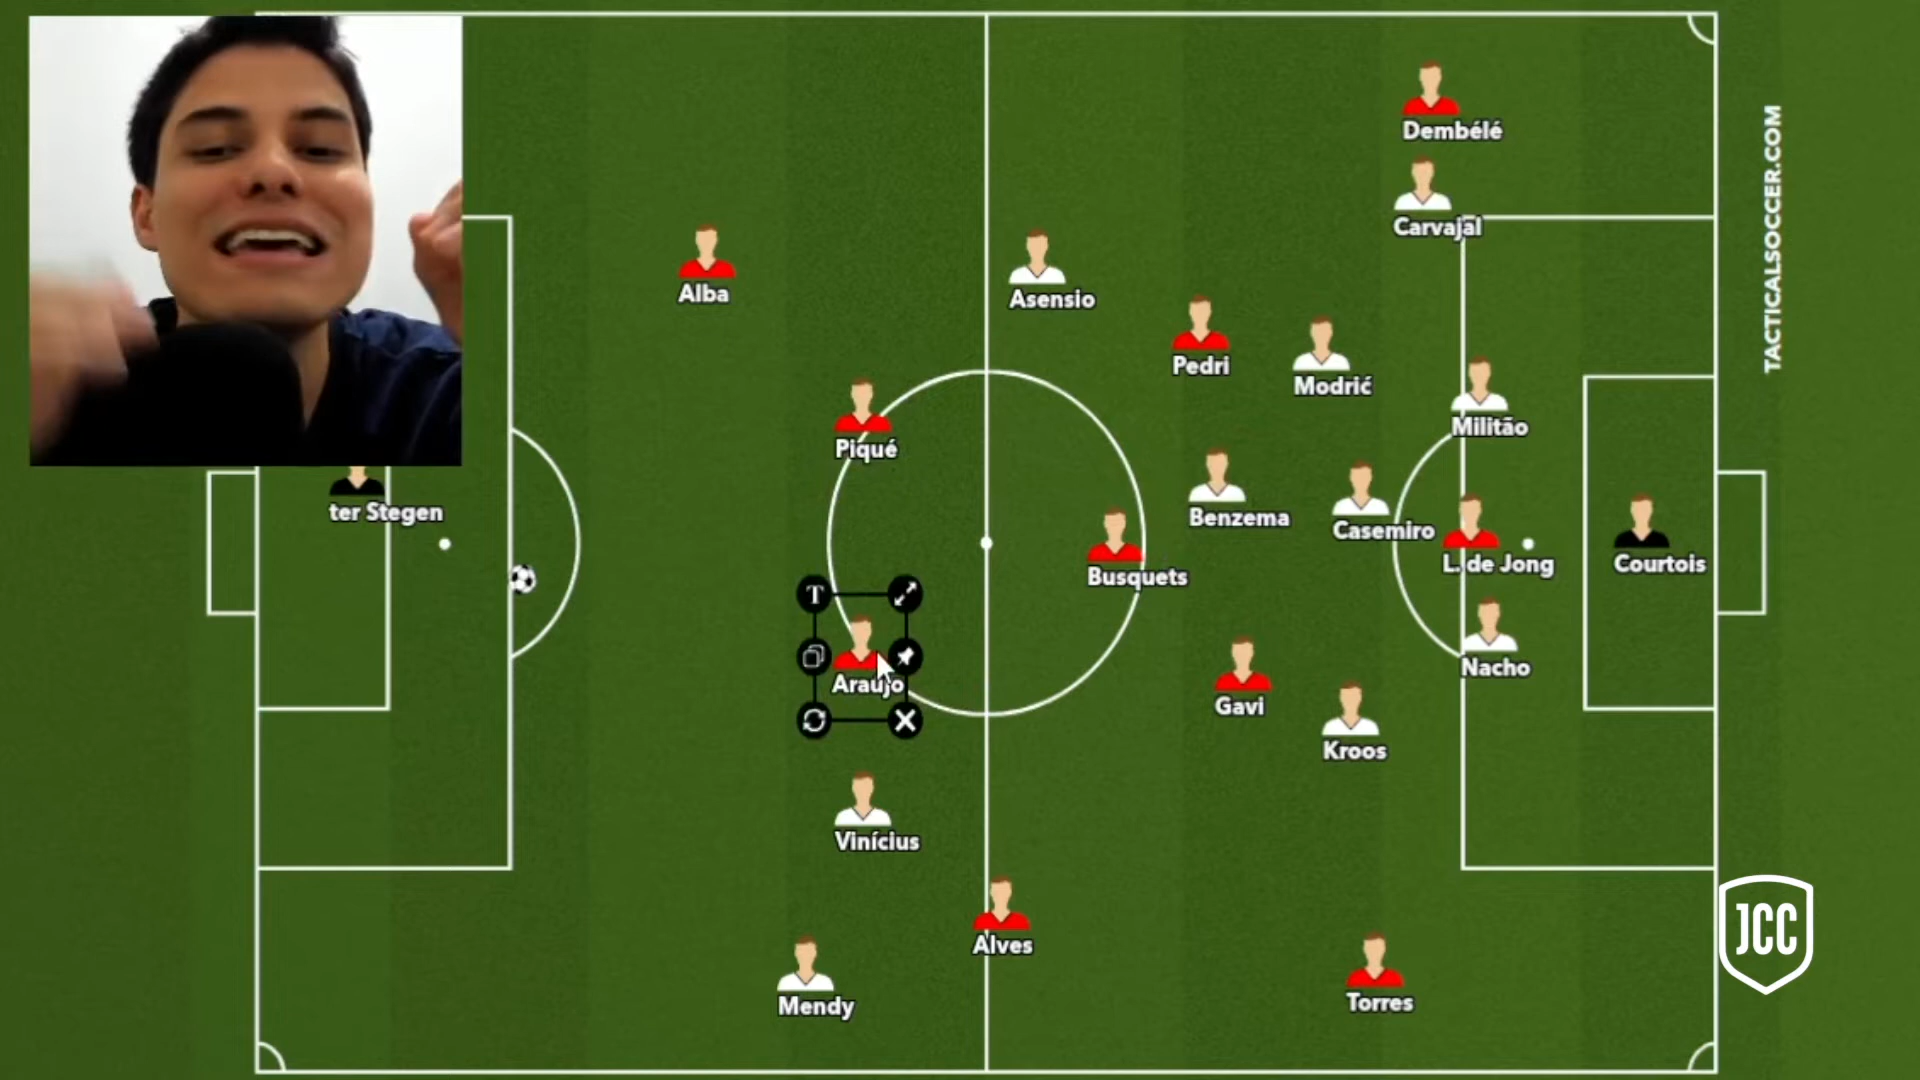 Dembélé
TACTICALSOCCER.COM
Carvajal
Alba
Asensio
Pedri
Modrić
Militão
Piqué
ter Stegen
Benzema
Casemiro
L. de Jong
Courtois
Busquets
T
Araujo
Nacho
Gavi
Kroos
Vinícius
JCC
Alves
Mendy
Torres